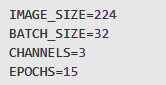 IMAGE_SIZE=224
BATCH_SIZE=32
CHANNELS=3
EPOCHS=15